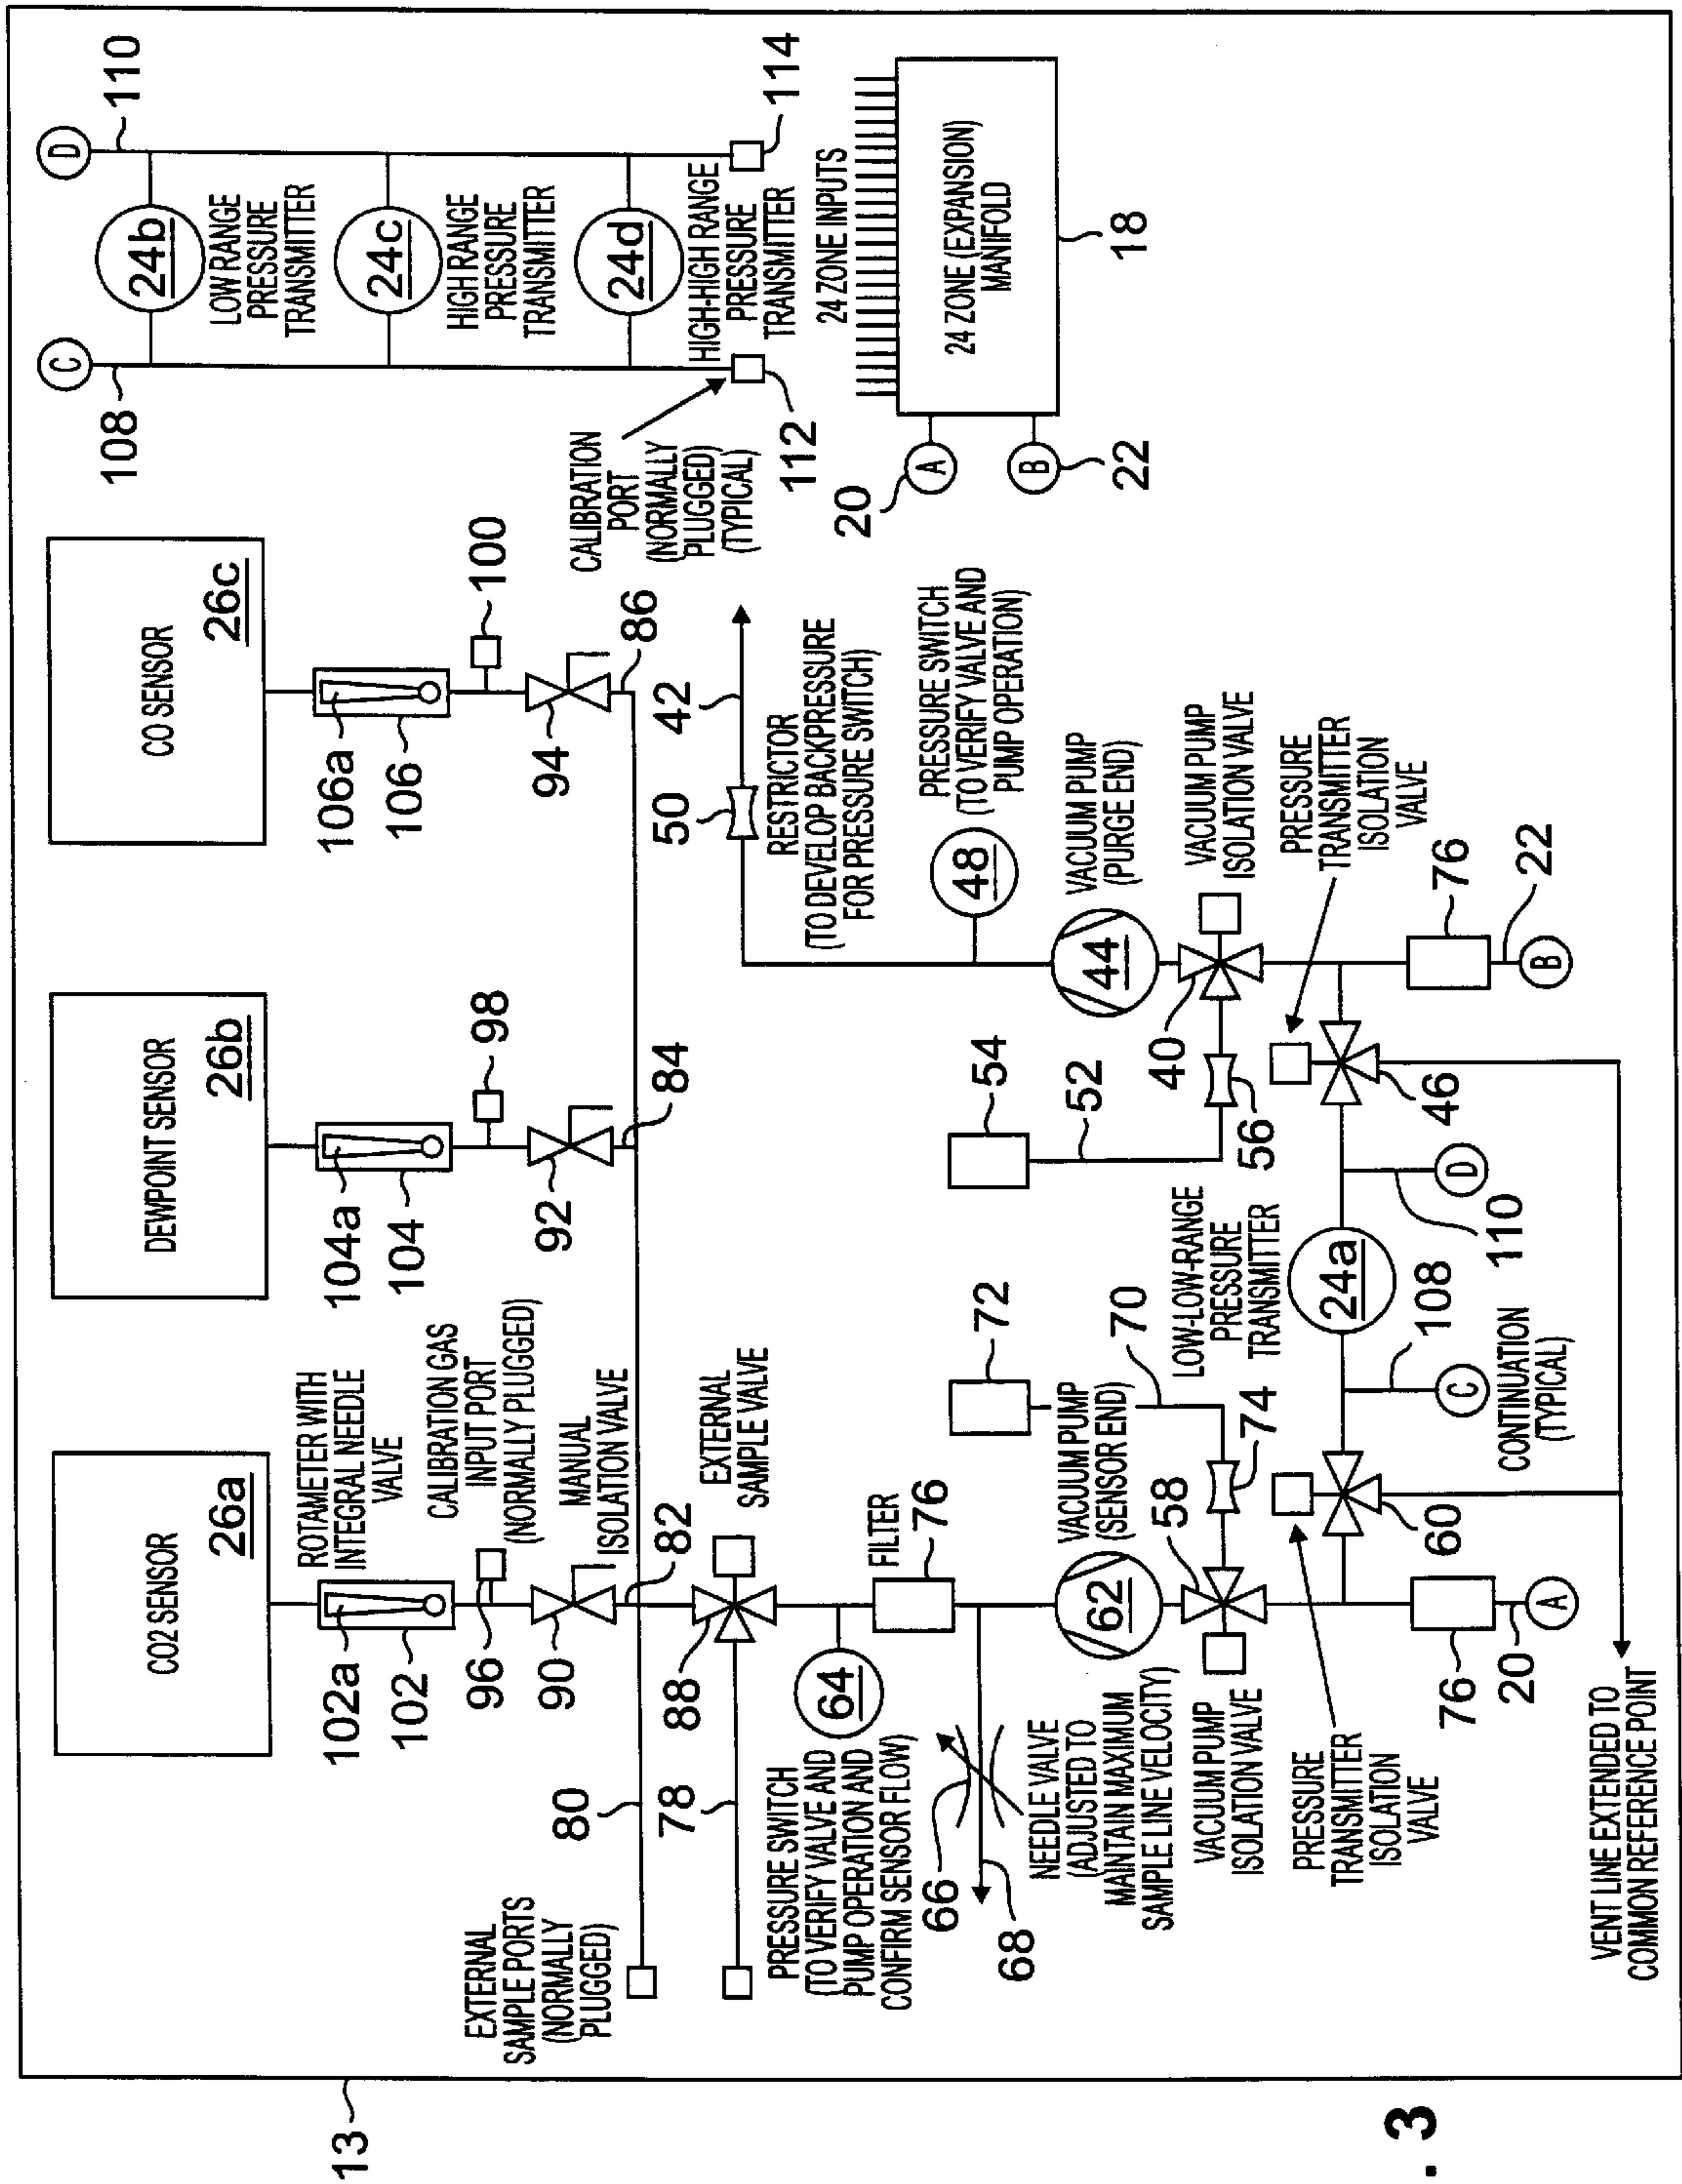 13
CO2 SENSOR
26a
DEWPOINT SENSOR
26b
CO SENSOR
26c
C
D
108
110
24b
LOW RANGE
PRESSURE
TRANSMITTER
24c
HIGH RANGE
PRESSURE
TRANSMITTER
24d
HIGH-HIGH RANGE
PRESSURE
TRANSMITTER
114
CALIBRATION
PORT
(NORMALLY
PLUGGED)
(TYPICAL)
112
24 ZONE INPUTS
24 ZONE (EXPANSION)
MANIFOLD
18
20
A
B
22
102a
102
ROTAMETER WITH
INTEGRAL NEEDLE
VALVE
104a
104
106a
106
96
CALIBRATION GAS
INPUT PORT
(NORMALLY PLUGGED)
98
100
90
MANUAL
ISOLATION VALVE
92
94
82
84
86
EXTERNAL
SAMPLE PORTS
(NORMALLY
PLUGGED)
80
78
88
EXTERNAL
SAMPLE VALVE
42
50
RESTRICTOR
(TO DEVELOP BACKPRESSURE
FOR PRESSURE SWITCH)
PRESSURE SWITCH
(TO VERIFY VALVE AND
PUMP OPERATION AND
CONFIRM SENSOR FLOW)
64
FILTER
76
48
PRESSURE SWITCH
(TO VERIFY VALVE AND
PUMP OPERATION)
66
68
NEEDLE VALVE
(ADJUSTED TO
MAINTAIN MAXIMUM
SAMPLE LINE VELOCITY)
62
VACUUM PUMP
(SENSOR END)
72
70
54
52
44
VACUUM PUMP
(PURGE END)
VACUUM PUMP
ISOLATION VALVE
58
74
LOW-LOW-RANGE
PRESSURE
TRANSMITTER
56
40
VACUUM PUMP
ISOLATION VALVE
PRESSURE
TRANSMITTER
ISOLATION
VALVE
60
108
24a
110
46
PRESSURE
TRANSMITTER
ISOLATION
VALVE
76
20
A
C
CONTINUATION
(TYPICAL)
D
76
22
B
VENT LINE EXTENDED TO
COMMON REFERENCE POINT
. 3